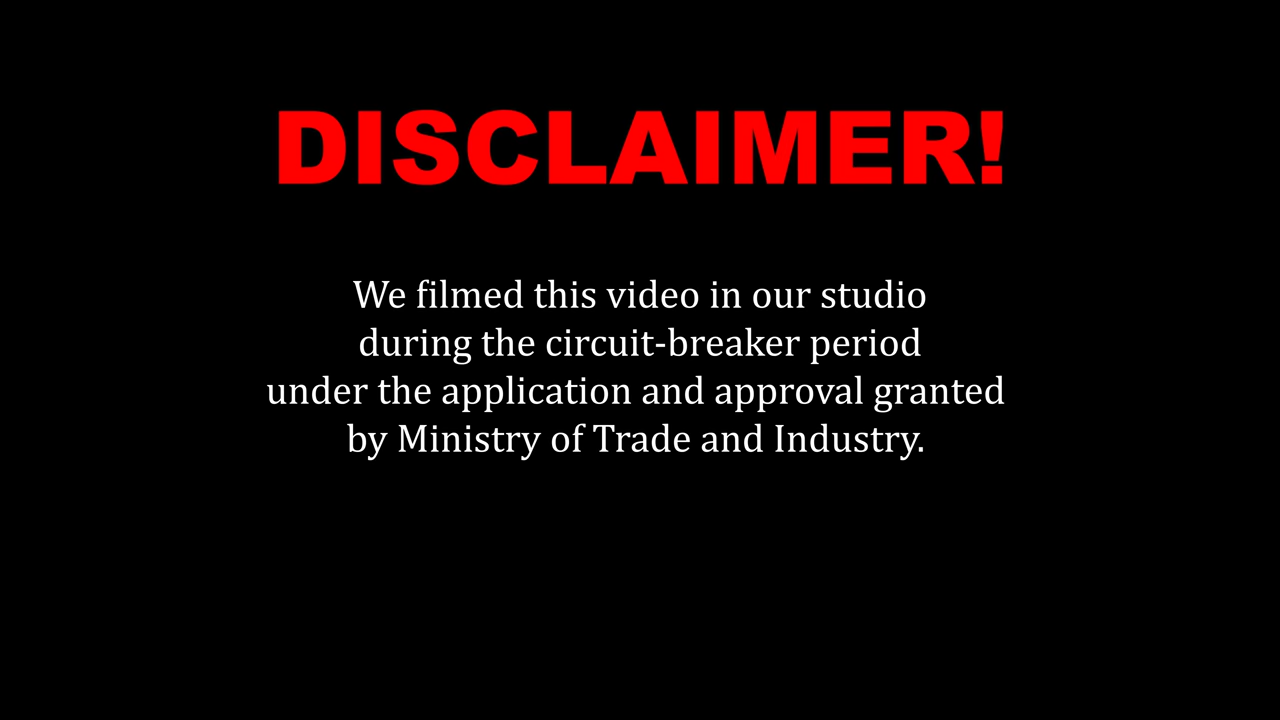 DISCLAIMER!
We filmed this video in our studio
during the circuit-breaker period
under the application and approval granted
by Ministry of Trade and Industry.